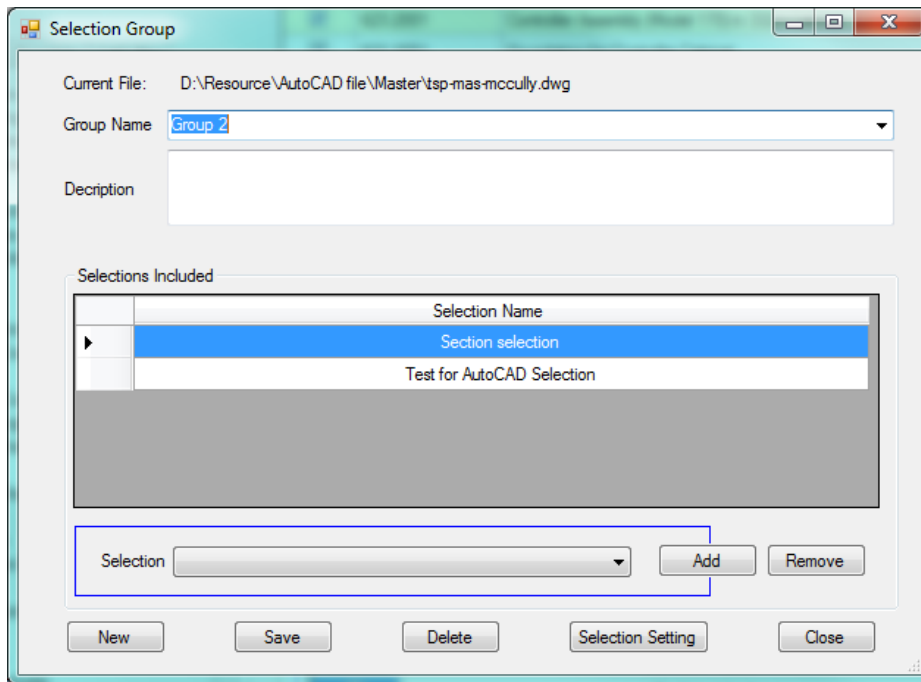 Selection Group
Current File: D:\Resource\AutoCAD file\Master\tsp-mas-mccully.dwg
Group Name Group 2
Decription
Selections Included
Selection Name
Section selection
Test for AutoCAD Selection
Selection Add Remove
New Save Delete Selection Setting Close